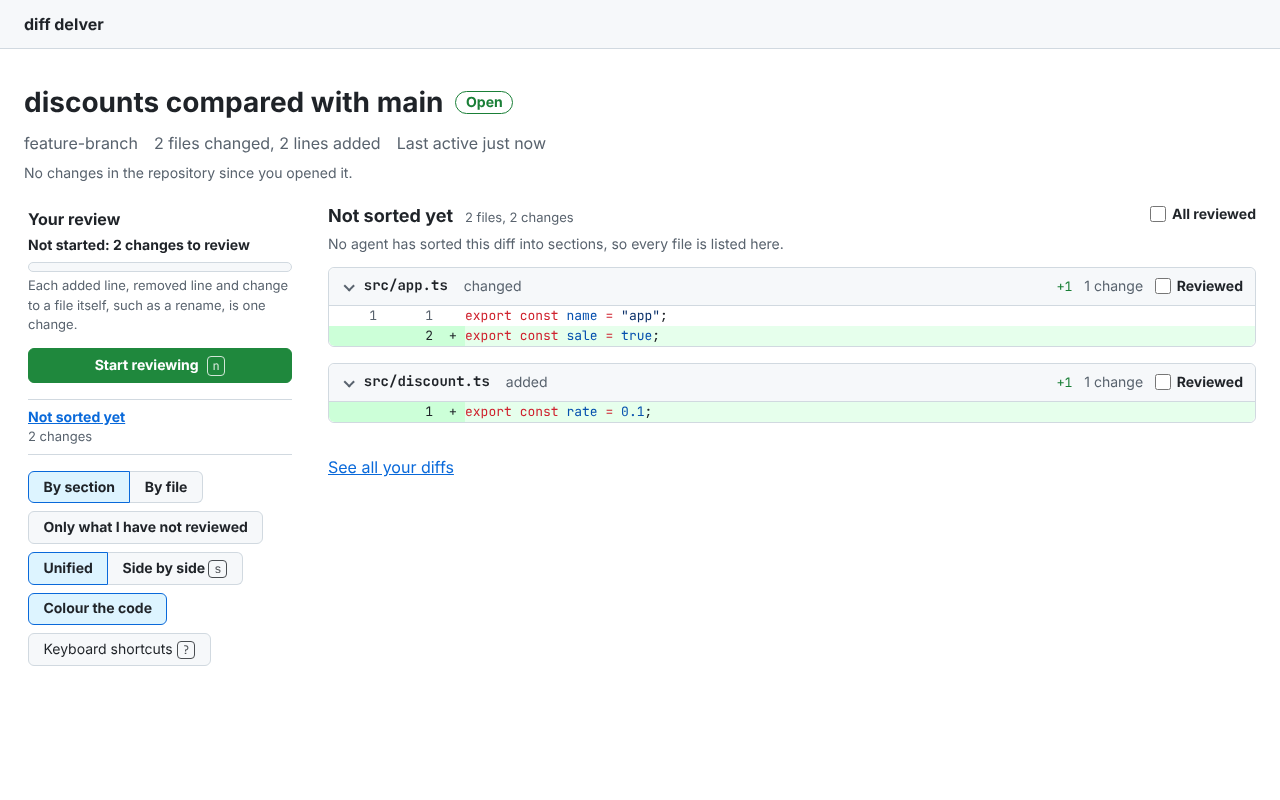 diff delver
discounts compared with main Open
feature-branch 2 files changed, 2 lines added Last active just now
No changes in the repository since you opened it.
Your review
Not started: 2 changes to review
Each added line, removed line and change
to a file itself, such as a rename, is one
change.
Start reviewing n
Not sorted yet
2 changes
By section By file
Only what I have not reviewed
Unified Side by side s
Colour the code
Keyboard shortcuts ?
Not sorted yet 2 files, 2 changes All reviewed
No agent has sorted this diff into sections, so every file is listed here.
src/app.ts changed +1 1 change Reviewed
1 1 export const name = "app";
2 + export const sale = true;
src/discount.ts added +1 1 change Reviewed
1 + export const rate = 0.1;
See all your diffs